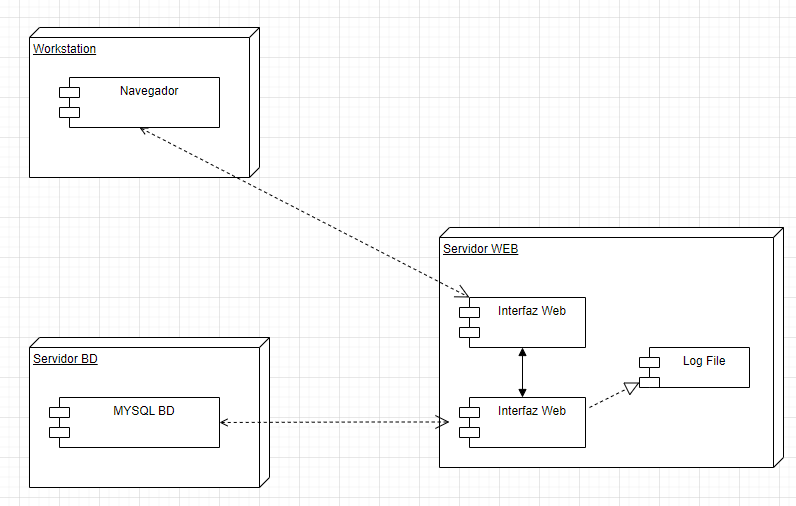 Workstation
Navegador
Servidor WEB
Interfaz Web
Log File
Interfaz Web
Servidor BD
MYSQL BD